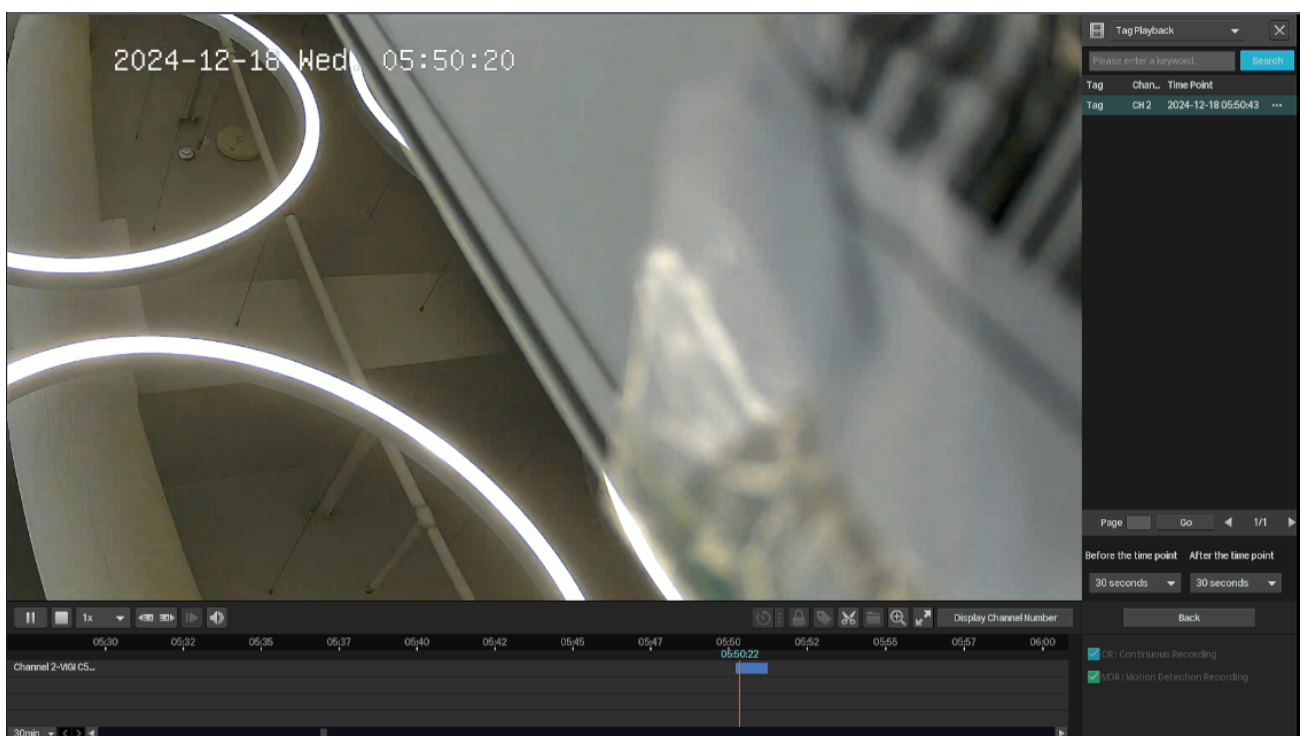 2024-12-18 Wed 05:50:20
Tag Playback
Please enter a keyword.
Search
Tag Chan... Time Point
Tag CH 2 2024-12-18 05:50:43 ...
Page Go 1/1
Before the time point After the time point
30 seconds 30 seconds
Back
1x
Display Channel Number
05:30 05:32 05:35 05:37 05:40 05:42 05:45 05:47 05:50 05:52 05:55 05:57 06:00
05:50:22
Channel 2-VIGI C5...
CR : Continuous Recording
MDR : Motion Detection Recording
30min